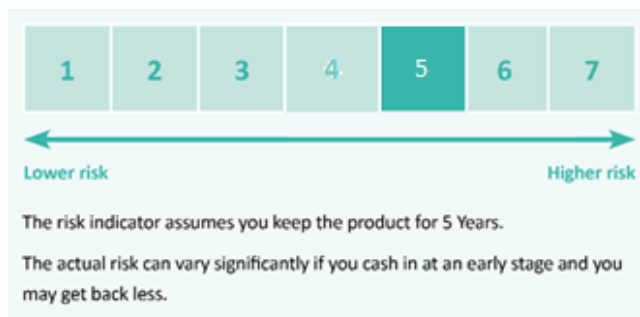 1 2 3 4 5 6 7
Lower risk Higher risk
The risk indicator assumes you keep the product for 5 Years.
The actual risk can vary significantly if you cash in at an early stage and you
may get back less.